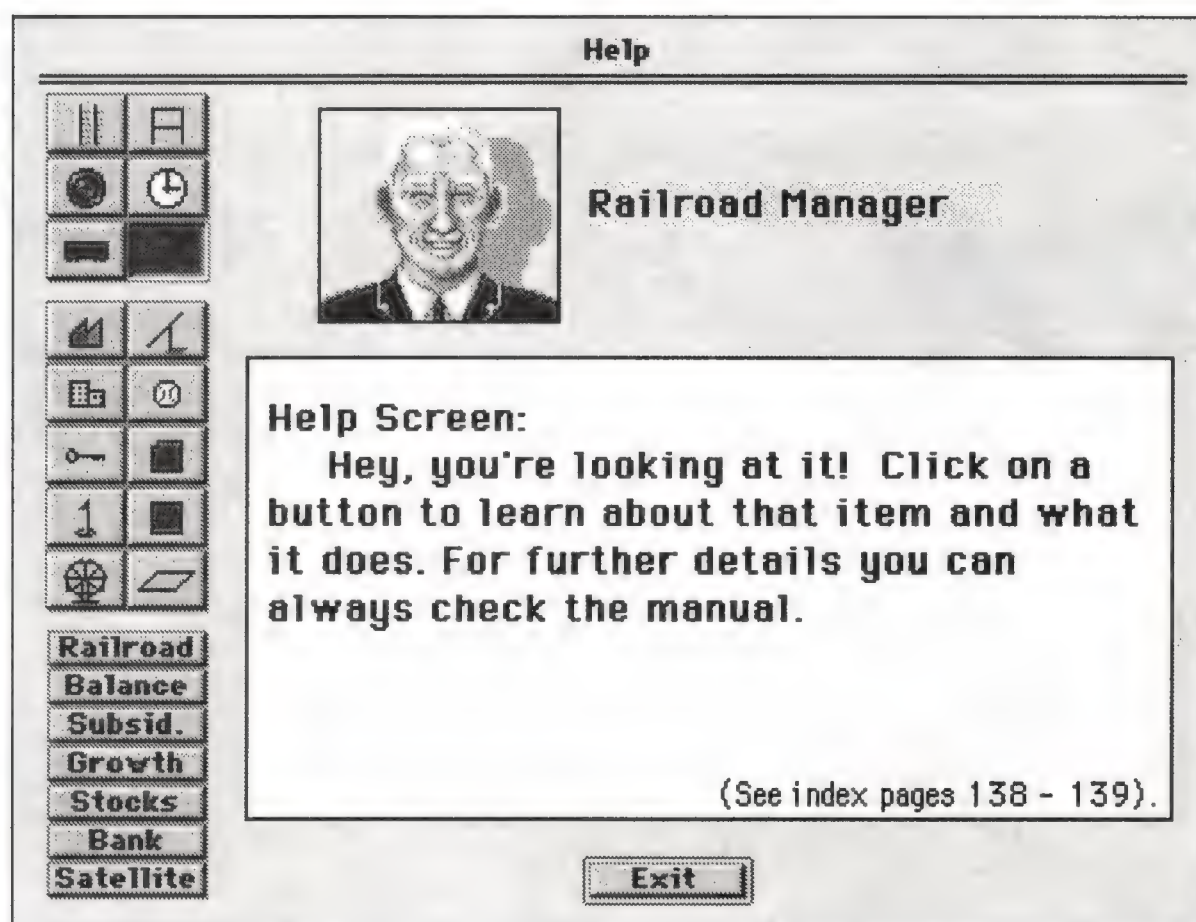 Help
Railroad Manager
Help Screen:
Hey, you're looking at it! Click on a
button to learn about that item and what
it does. For further details you can
always check the manual.
(See index pages 138 - 139).
Railroad
Balance
Subsid.
Growth
Stocks
Bank
Satellite
Exit